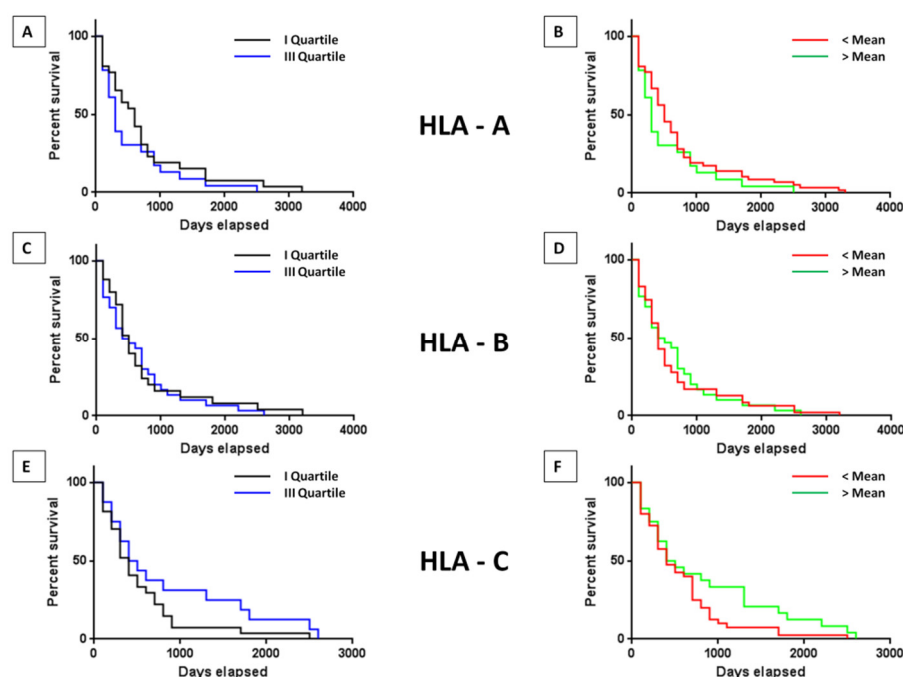 A
I Quartile
III Quartile
Percent survival
100
50
0
1000
2000
3000
4000
Days elapsed
HLA - A
B
< Mean
> Mean
Percent survival
100
50
0
1000
2000
3000
4000
Days elapsed
C
I Quartile
III Quartile
Percent survival
100
50
0
0
1000
2000
3000
4000
Days elapsed
HLA - B
D
< Mean
> Mean
Percent survival
100
50
0
0
1000
2000
3000
4000
Days elapsed
E
I Quartile
III Quartile
Percent survival
100
50
0
0
1000
2000
3000
Days elapsed
HLA - C
F
< Mean
> Mean
Percent survival
100
50
0
0
1000
2000
3000
Days elapsed